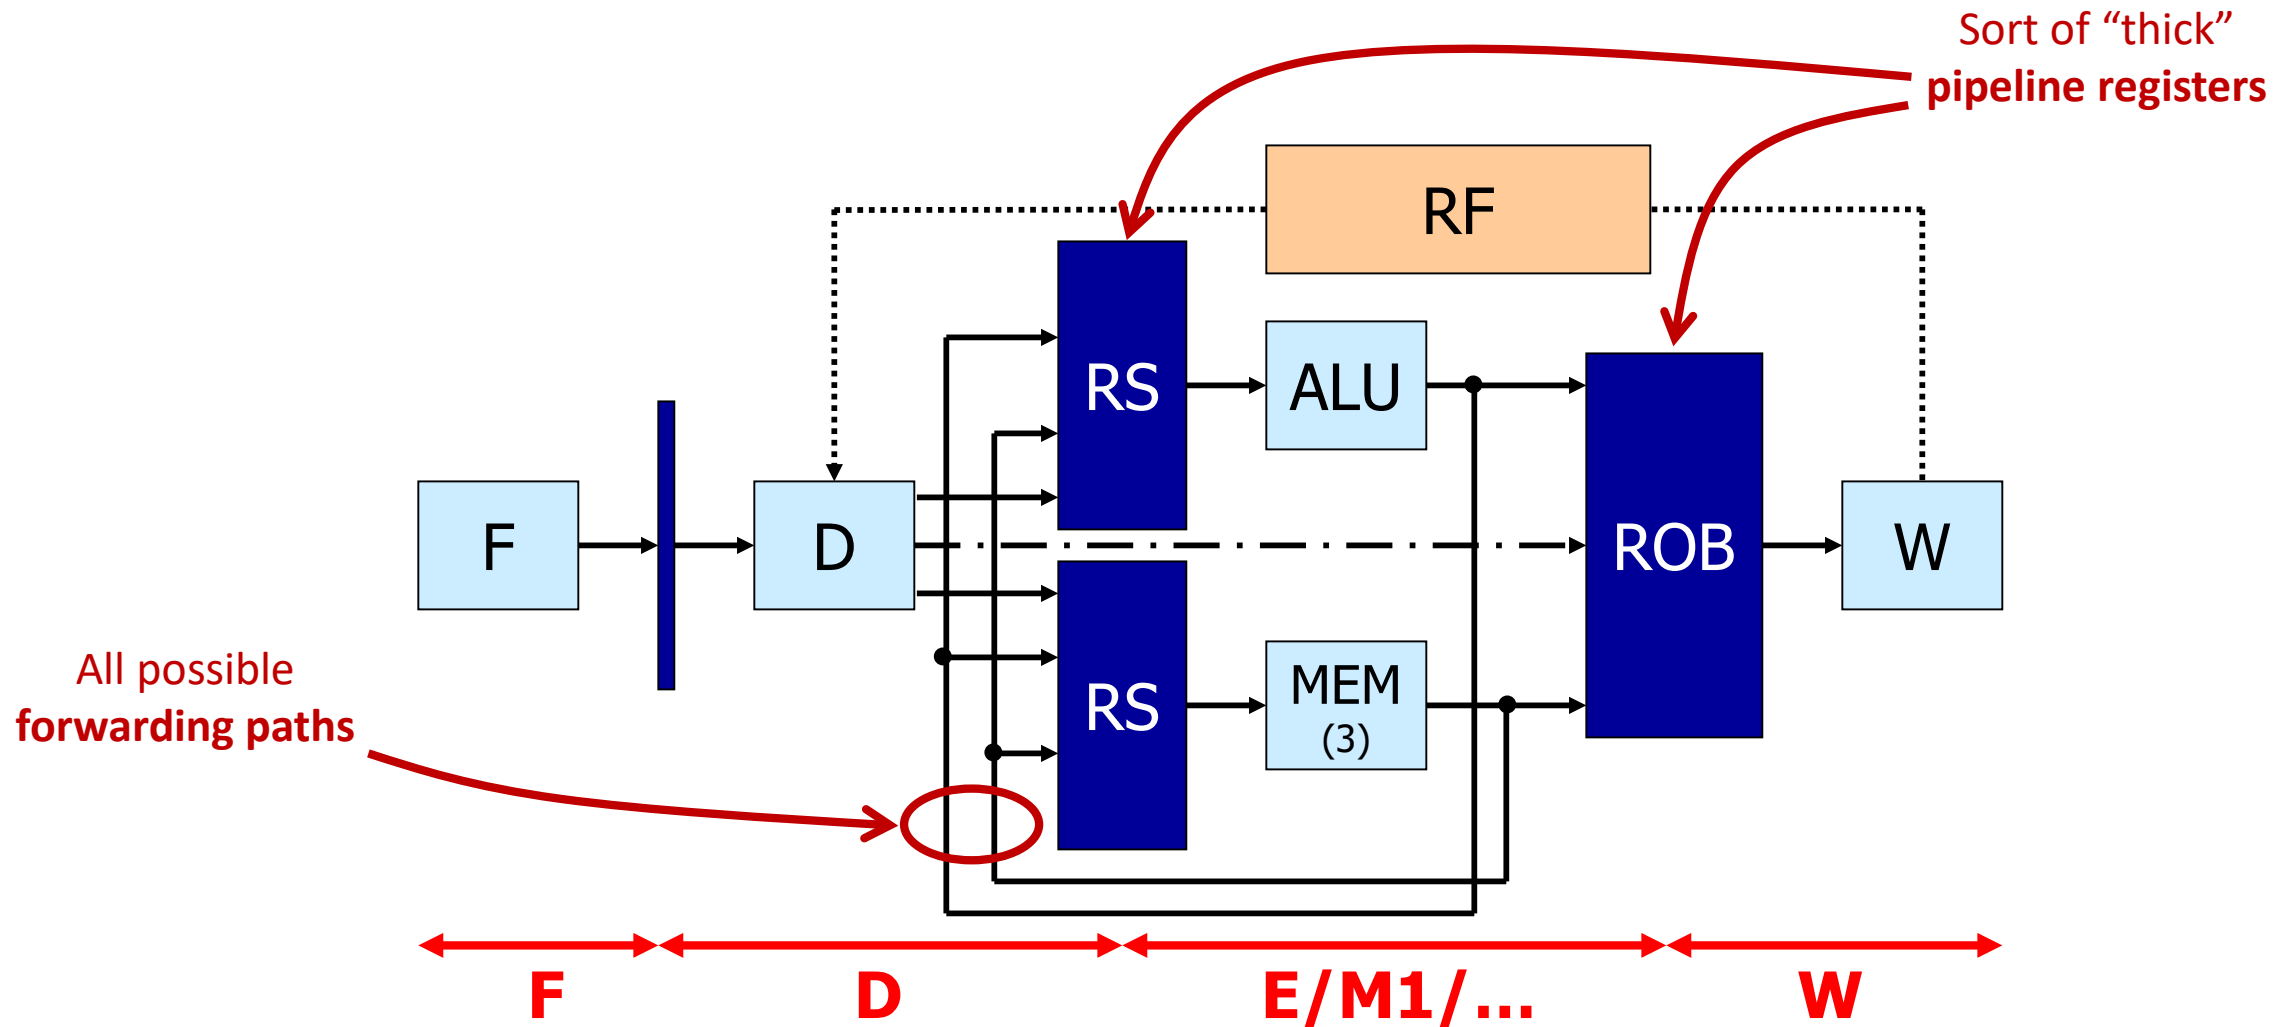 Sort of “thick”
pipeline registers
RF
RS
ALU
F
D
ROB
W
RS
MEM
(3)
All possible
forwarding paths
F
D
E/M1/...
W